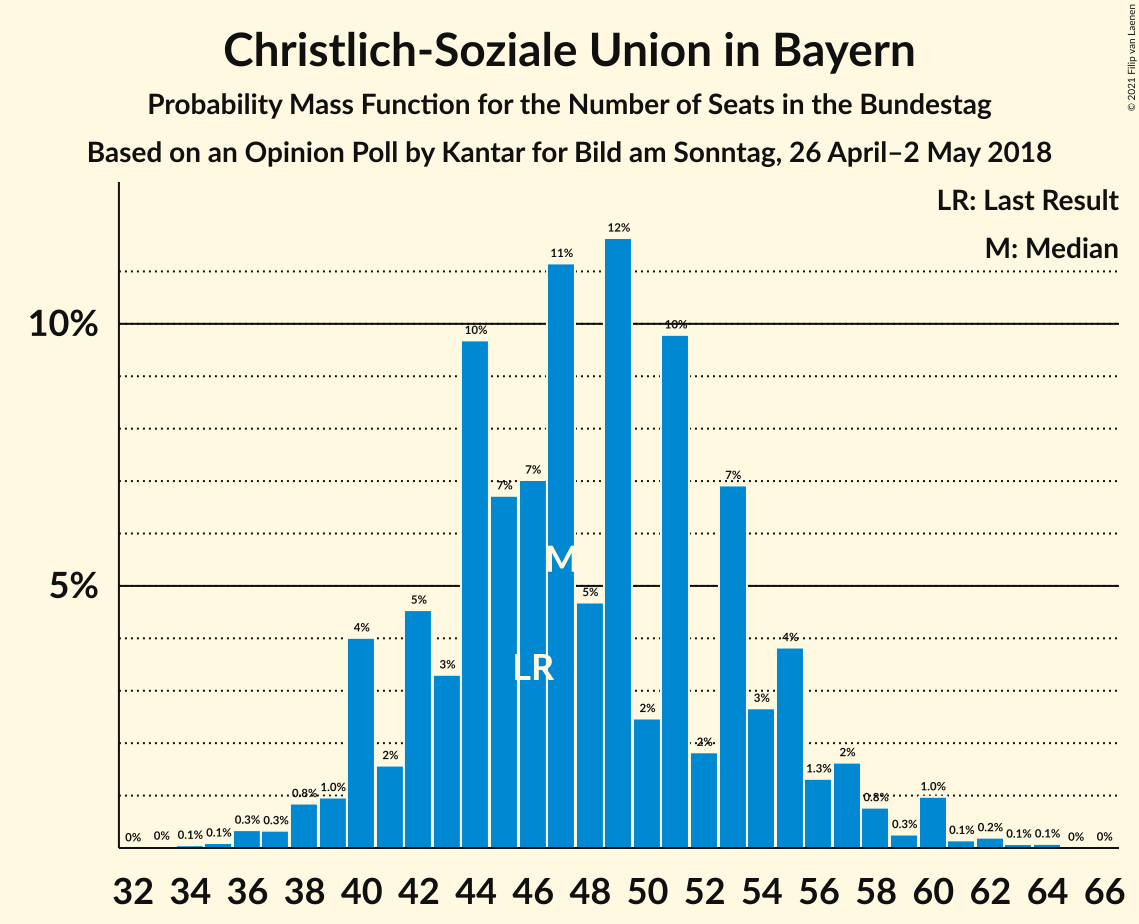 Christlich-Soziale Union in Bayern
Probability Mass Function for the Number of Seats in the Bundestag
Based on an Opinion Poll by Kantar for Bild am Sonntag, 26 April–2 May 2018
© 2021 Filip van Laenen
LR: Last Result
M: Median
10%
5%
0% 0% 0.1% 0.1% 0.3% 0.3% 0.8% 1.0% 4% 2% 5% 3% 10% 7% 7% 11% 5% 12% 2% 10% 2% 7% 3% 4% 1.3% 2% 0.8% 0.3% 1.0% 0.1% 0.2% 0.1% 0.1% 0% 0%
M
LR
32 34 36 38 40 42 44 46 48 50 52 54 56 58 60 62 64 66